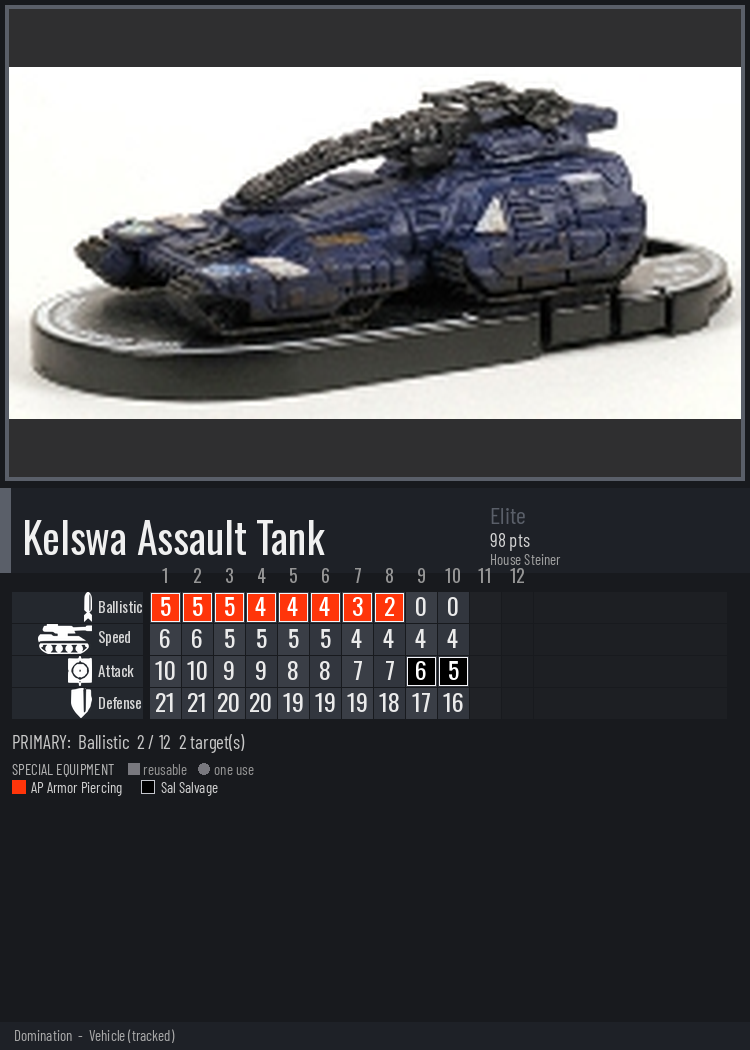 Kelswa Assault Tank
Elite
98 pts
House Steiner
1 2 3 4 5 6 7 8 9 10 11 12
Ballistic 5 5 5 4 4 4 3 2 0 0
Speed 6 6 5 5 5 5 4 4 4 4
Attack 10 10 9 9 8 8 7 7 6 5
Defense 21 21 20 20 19 19 19 18 17 16
PRIMARY: Ballistic 2 / 12 2 target(s)
SPECIAL EQUIPMENT reusable one use
AP Armor Piercing Sal Salvage
Domination - Vehicle (tracked)